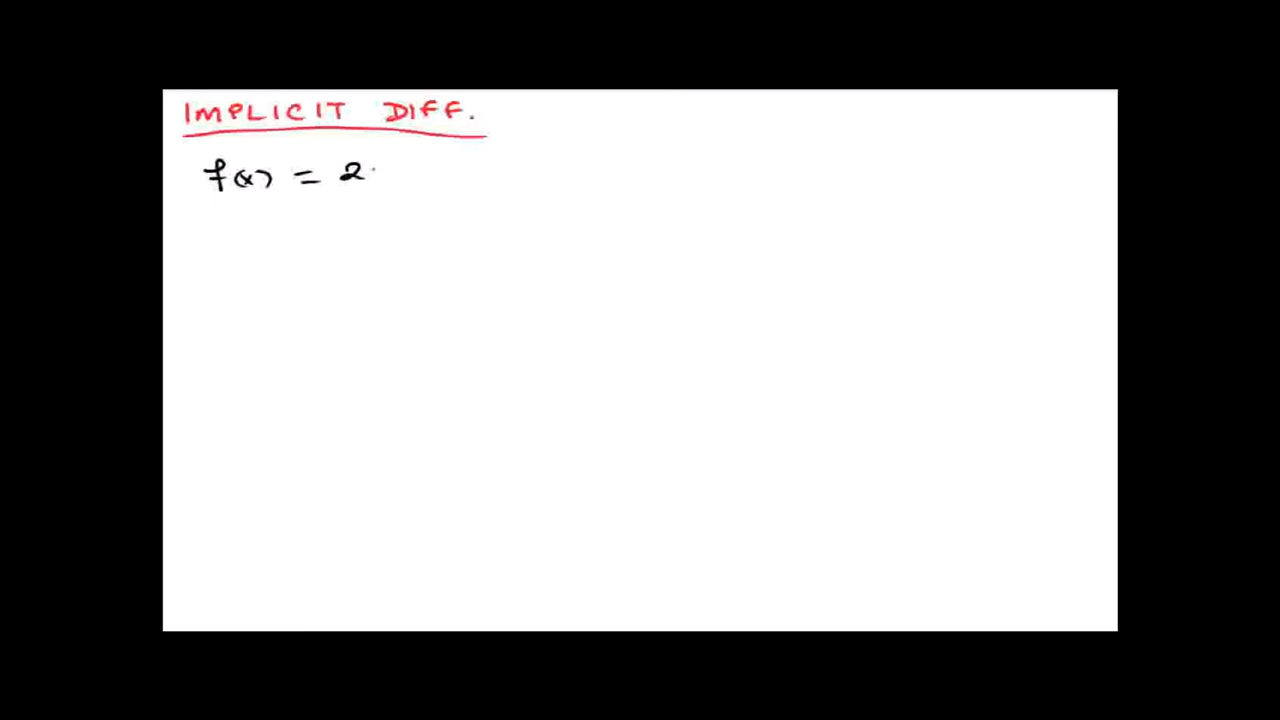 IMPLICIT DIFF.
f(x) = 2